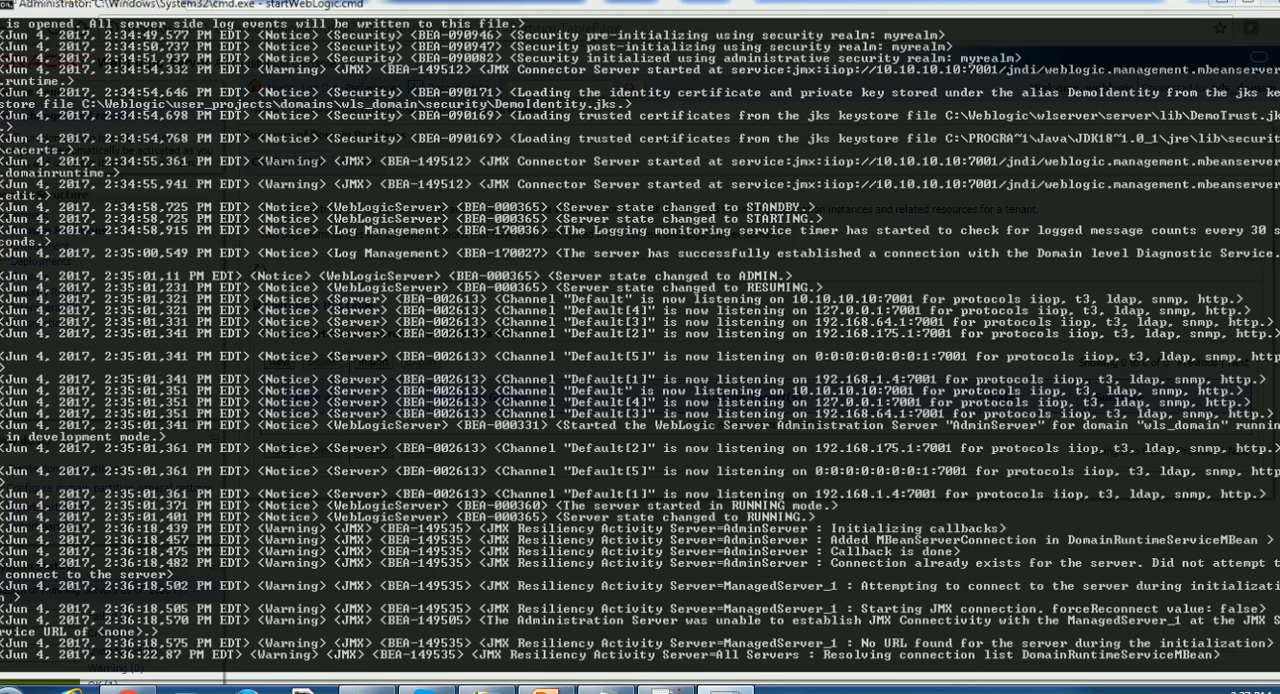 Administrator: C:\Windows\System32\cmd.exe - startWebLogic.cmd
is opened. All server side log events will be written to this file.>
<Jun 4, 2017, 2:34:49,577 PM EDT> <Notice> <Security> <BEA-090946> <Security pre-initializing using security realm: myrealm>
<Jun 4, 2017, 2:34:50,737 PM EDT> <Notice> <Security> <BEA-090947> <Security post-initializing using security realm: myrealm>
<Jun 4, 2017, 2:34:51,937 PM EDT> <Notice> <Security> <BEA-090082> <Security initialized using administrative security realm: myrealm>
<Jun 4, 2017, 2:34:54,332 PM EDT> <Warning> <JMX> <BEA-149512> <JMX Connector Server started at service:jmx:iiop://10.10.10.10:7001/jndi/weblogic.management.mbeanserver
.runtime.>
<Jun 4, 2017, 2:34:54,646 PM EDT> <Notice> <Security> <BEA-090171> <Loading the identity certificate and private key stored under the alias DemoIdentity from the jks ke
store file C:\Weblogic\user_projects\domains\wls_domain\security\DemoIdentity.jks.>
<Jun 4, 2017, 2:34:54,698 PM EDT> <Notice> <Security> <BEA-090169> <Loading trusted certificates from the jks keystore file C:\Weblogic\wlserver\server\lib\DemoTrust.jk
.>
<Jun 4, 2017, 2:34:54,768 PM EDT> <Notice> <Security> <BEA-090169> <Loading trusted certificates from the jks keystore file C:\PROGRA~1\Java\JDK18~1.0_1\jre\lib\securit
cacerts.>
<Jun 4, 2017, 2:34:55,361 PM EDT> <Warning> <JMX> <BEA-149512> <JMX Connector Server started at service:jmx:iiop://10.10.10.10:7001/jndi/weblogic.management.mbeanserver
.domainruntime.>
<Jun 4, 2017, 2:34:55,941 PM EDT> <Warning> <JMX> <BEA-149512> <JMX Connector Server started at service:jmx:iiop://10.10.10.10:7001/jndi/weblogic.management.mbeanserver
.edit.>
<Jun 4, 2017, 2:34:58,725 PM EDT> <Notice> <WebLogicServer> <BEA-000365> <Server state changed to STANDBY.>
<Jun 4, 2017, 2:34:58,725 PM EDT> <Notice> <WebLogicServer> <BEA-000365> <Server state changed to STARTING.>
<Jun 4, 2017, 2:34:58,915 PM EDT> <Notice> <Log Management> <BEA-170036> <The Logging monitoring service timer has started to check for logged message counts every 30 s
conds.>
<Jun 4, 2017, 2:35:00,549 PM EDT> <Notice> <Log Management> <BEA-170027> <The server has successfully established a connection with the Domain level Diagnostic Service.
<Jun 4, 2017, 2:35:01,11 PM EDT> <Notice> <WebLogicServer> <BEA-000365> <Server state changed to ADMIN.>
<Jun 4, 2017, 2:35:01,231 PM EDT> <Notice> <WebLogicServer> <BEA-000365> <Server state changed to RESUMING.>
<Jun 4, 2017, 2:35:01,321 PM EDT> <Notice> <Server> <BEA-002613> <Channel "Default" is now listening on 10.10.10.10:7001 for protocols iiop, t3, ldap, snmp, http.>
<Jun 4, 2017, 2:35:01,321 PM EDT> <Notice> <Server> <BEA-002613> <Channel "Default[4]" is now listening on 127.0.0.1:7001 for protocols iiop, t3, ldap, snmp, http.>
<Jun 4, 2017, 2:35:01,331 PM EDT> <Notice> <Server> <BEA-002613> <Channel "Default[3]" is now listening on 192.168.64.1:7001 for protocols iiop, t3, ldap, snmp, http.>
<Jun 4, 2017, 2:35:01,341 PM EDT> <Notice> <Server> <BEA-002613> <Channel "Default[2]" is now listening on 192.168.175.1:7001 for protocols iiop, t3, ldap, snmp, http.
<Jun 4, 2017, 2:35:01,341 PM EDT> <Notice> <Server> <BEA-002613> <Channel "Default[5]" is now listening on 0:0:0:0:0:0:0:1:7001 for protocols iiop, t3, ldap, snmp, http
>
<Jun 4, 2017, 2:35:01,341 PM EDT> <Notice> <Server> <BEA-002613> <Channel "Default[1]" is now listening on 192.168.1.4:7001 for protocols iiop, t3, ldap, snmp, http.>
<Jun 4, 2017, 2:35:01,351 PM EDT> <Notice> <Server> <BEA-002613> <Channel "Default" is now listening on 10.10.10.10:7001 for protocols iiop, t3, ldap, snmp, http.>
<Jun 4, 2017, 2:35:01,351 PM EDT> <Notice> <Server> <BEA-002613> <Channel "Default[4]" is now listening on 127.0.0.1:7001 for protocols iiop, t3, ldap, snmp, http.>
<Jun 4, 2017, 2:35:01,351 PM EDT> <Notice> <Server> <BEA-002613> <Channel "Default[3]" is now listening on 192.168.64.1:7001 for protocols iiop, t3, ldap, snmp, http.>
<Jun 4, 2017, 2:35:01,341 PM EDT> <Notice> <WebLogicServer> <BEA-000331> <Started the WebLogic Server Administration Server "AdminServer" for domain "wls_domain" runnin
in development mode.>
<Jun 4, 2017, 2:35:01,361 PM EDT> <Notice> <Server> <BEA-002613> <Channel "Default[2]" is now listening on 192.168.175.1:7001 for protocols iiop, t3, ldap, snmp, http.
<Jun 4, 2017, 2:35:01,361 PM EDT> <Notice> <Server> <BEA-002613> <Channel "Default[5]" is now listening on 0:0:0:0:0:0:0:1:7001 for protocols iiop, t3, ldap, snmp, http
>
<Jun 4, 2017, 2:35:01,361 PM EDT> <Notice> <Server> <BEA-002613> <Channel "Default[1]" is now listening on 192.168.1.4:7001 for protocols iiop, t3, ldap, snmp, http.>
<Jun 4, 2017, 2:35:01,371 PM EDT> <Notice> <WebLogicServer> <BEA-000360> <The server started in RUNNING mode.>
<Jun 4, 2017, 2:35:01,401 PM EDT> <Notice> <WebLogicServer> <BEA-000365> <Server state changed to RUNNING.>
<Jun 4, 2017, 2:36:18,439 PM EDT> <Warning> <JMX> <BEA-149535> <JMX Resiliency Activity Server=AdminServer : Initializing callbacks>
<Jun 4, 2017, 2:36:18,457 PM EDT> <Warning> <JMX> <BEA-149535> <JMX Resiliency Activity Server=AdminServer : Added MBeanServerConnection in DomainRuntimeServiceMBean >
<Jun 4, 2017, 2:36:18,475 PM EDT> <Warning> <JMX> <BEA-149535> <JMX Resiliency Activity Server=AdminServer : Callback is done>
<Jun 4, 2017, 2:36:18,482 PM EDT> <Warning> <JMX> <BEA-149535> <JMX Resiliency Activity Server=AdminServer : Connection already exists for the server. Did not attempt t
connect to the server>
<Jun 4, 2017, 2:36:18,502 PM EDT> <Warning> <JMX> <BEA-149535> <JMX Resiliency Activity Server=ManagedServer_1 : Attempting to connect to the server during initializati
n >
<Jun 4, 2017, 2:36:18,505 PM EDT> <Warning> <JMX> <BEA-149535> <JMX Resiliency Activity Server=ManagedServer_1 : Starting JMX connection. forceReconnect value: false>
<Jun 4, 2017, 2:36:18,570 PM EDT> <Warning> <JMX> <BEA-149505> <The Administration Server was unable to establish JMX Connectivity with the ManagedServer_1 at the JMX S
rvice URL of <none>.>
<Jun 4, 2017, 2:36:18,575 PM EDT> <Warning> <JMX> <BEA-149535> <JMX Resiliency Activity Server=ManagedServer_1 : No URL found for the server during the initialization>
<Jun 4, 2017, 2:36:22,87 PM EDT> <Warning> <JMX> <BEA-149535> <JMX Resiliency Activity Server=All Servers : Resolving connection list DomainRuntimeServiceMBean>